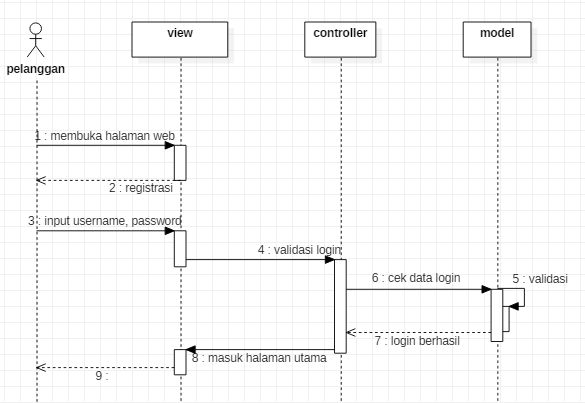 view
controller
model
pelanggan
1 : membuka halaman web
2 : registrasi
3 : input username, password
4 : validasi login
6 : cek data login
5 : validasi
7 : login berhasil
8 : masuk halaman utama
9 :